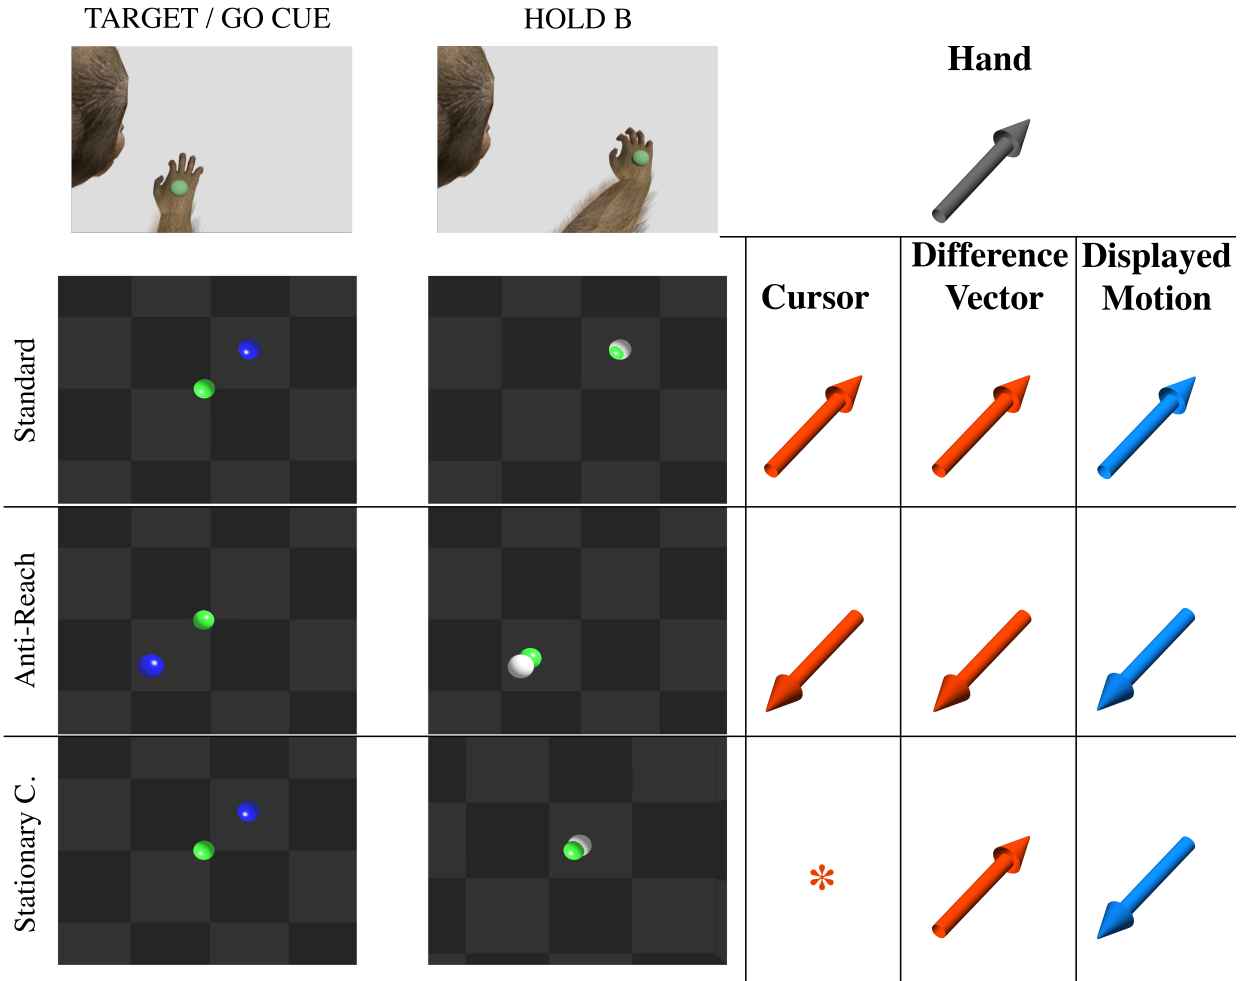 TARGET / GO CUE
HOLD B
Hand
Cursor
Difference
Vector
Displayed
Motion
Standard
Anti-Reach
Stationary C.
*